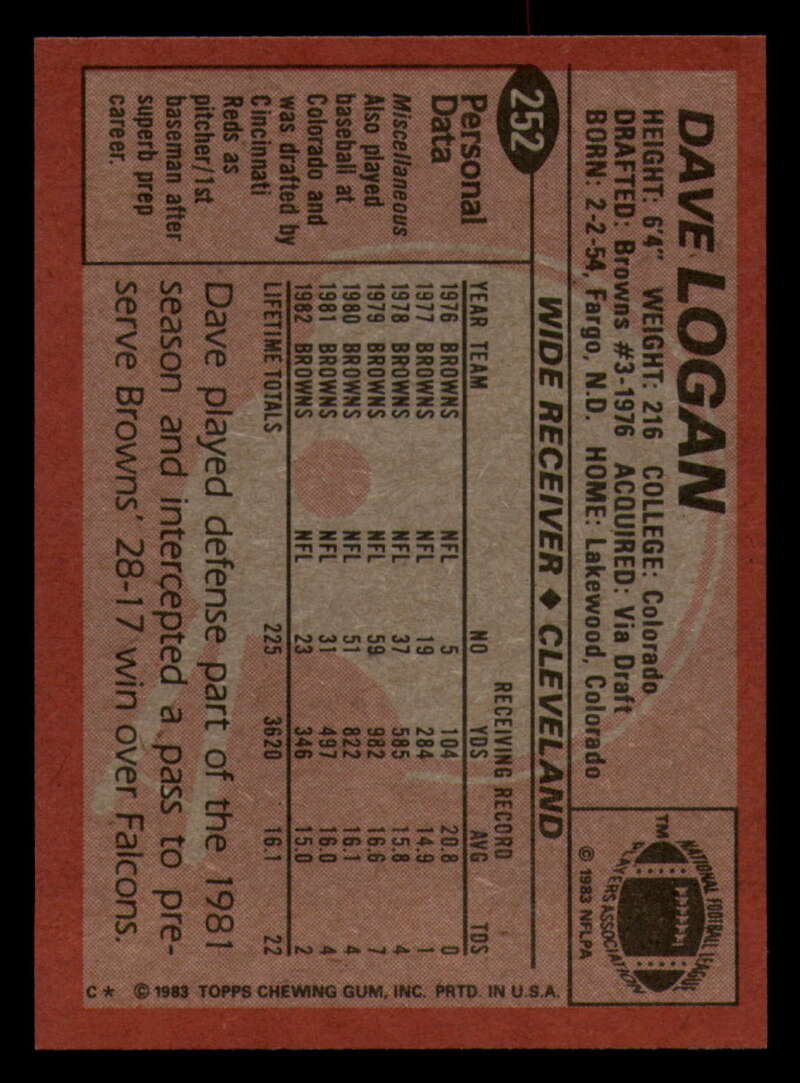 252
DAVE LOGAN
HEIGHT: 6'4" WEIGHT: 216 COLLEGE: Colorado
DRAFTED: Browns #3-1976 ACQUIRED: Via Draft
BORN: 2-2-54, Fargo, N.D. HOME: Lakewood, Colorado
NATIONAL FOOTBALL LEAGUE
PLAYERS ASSOCIATION
TM
© 1983 NFLPA
WIDE RECEIVER ♦ CLEVELAND
Personal
Data
Miscellaneous
Also played
baseball at
Colorado and
was drafted by
Cincinnati
Reds as
pitcher/1st
baseman after
superb prep
career.
RECEIVING RECORD
YEAR TEAM NO YDS AVG TDS
1976 BROWNS NFL 5 104 20.8 0
1977 BROWNS NFL 19 284 14.9 1
1978 BROWNS NFL 37 585 15.8 4
1979 BROWNS NFL 59 982 16.6 7
1980 BROWNS NFL 51 822 16.1 4
1981 BROWNS NFL 31 497 16.0 4
1982 BROWNS NFL 23 346 15.0 2
LIFETIME TOTALS 225 3620 16.1 22
Dave played defense part of the 1981
season and intercepted a pass to pre-
serve Browns' 28-17 win over Falcons.
C* © 1983 TOPPS CHEWING GUM, INC. PRTD. IN U.S.A.